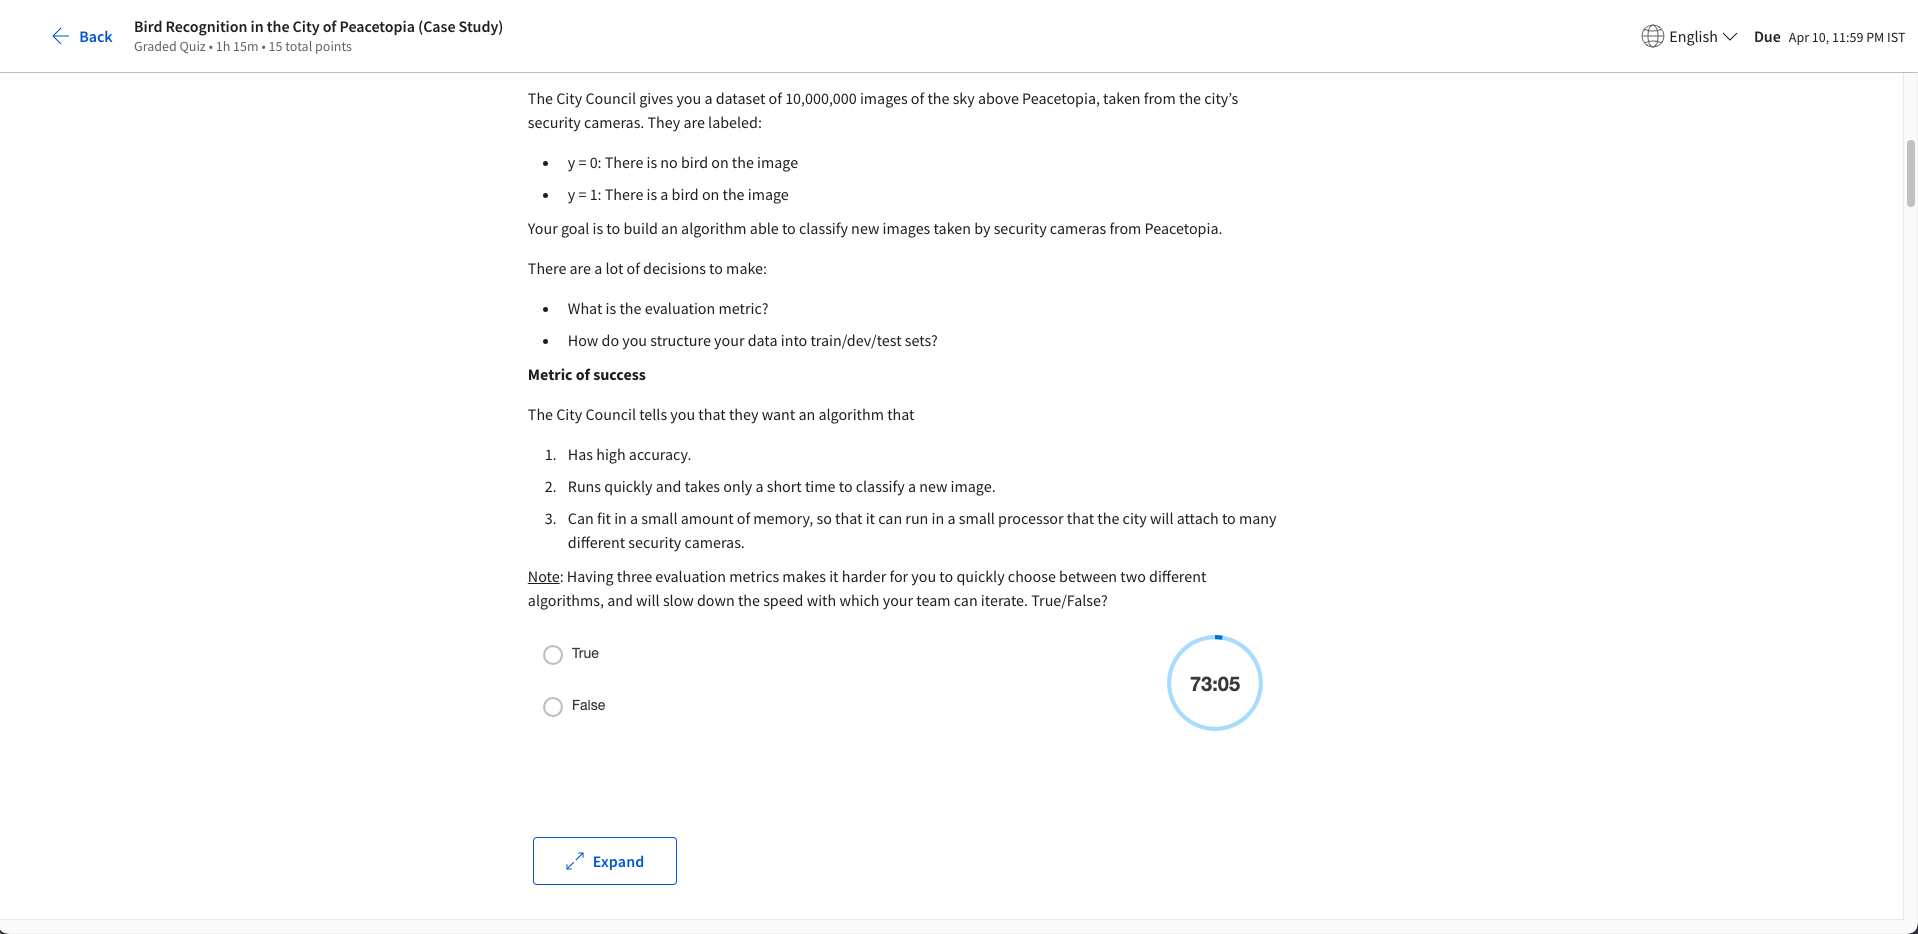 Back
Bird Recognition in the City of Peacetopia (Case Study)
Graded Quiz • 1h 15m • 15 total points
English
Due Apr 10, 11:59 PM IST
The City Council gives you a dataset of 10,000,000 images of the sky above Peacetopia, taken from the city’s
security cameras. They are labeled:
• y = 0: There is no bird on the image
• y = 1: There is a bird on the image
Your goal is to build an algorithm able to classify new images taken by security cameras from Peacetopia.
There are a lot of decisions to make:
• What is the evaluation metric?
• How do you structure your data into train/dev/test sets?
Metric of success
The City Council tells you that they want an algorithm that
1. Has high accuracy.
2. Runs quickly and takes only a short time to classify a new image.
3. Can fit in a small amount of memory, so that it can run in a small processor that the city will attach to many
different security cameras.
Note: Having three evaluation metrics makes it harder for you to quickly choose between two different
algorithms, and will slow down the speed with which your team can iterate. True/False?
True
73:05
False
Expand